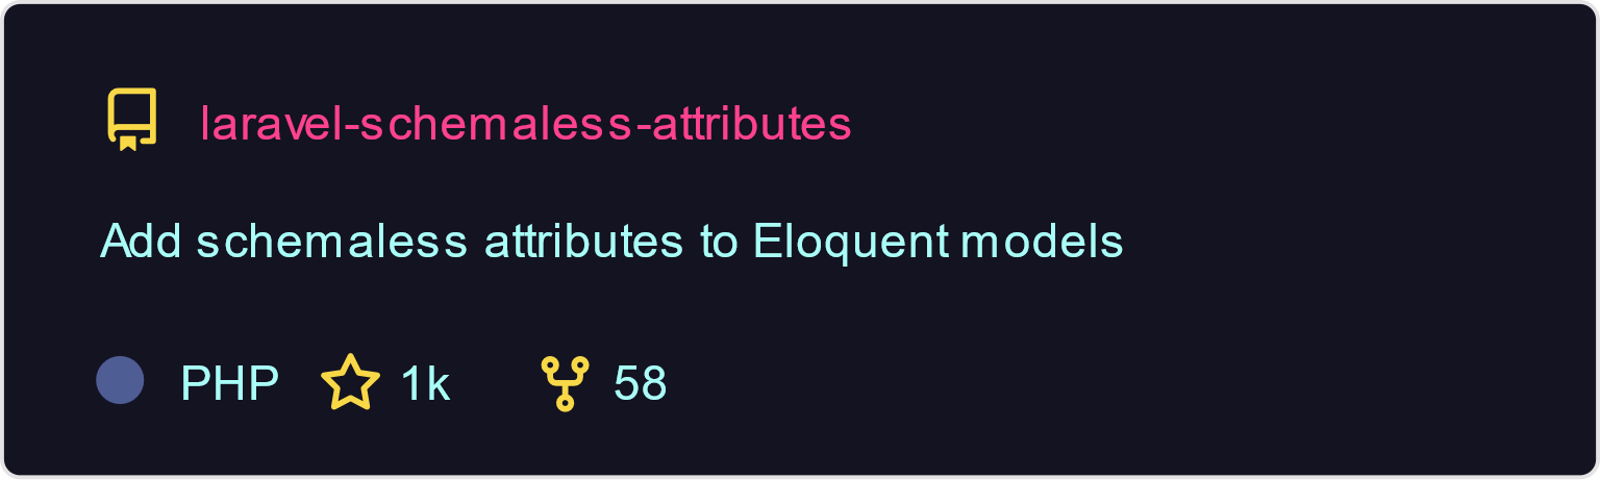 laravel-schemaless-attributes
Add schemaless attributes to Eloquent models
PHP 1k 58